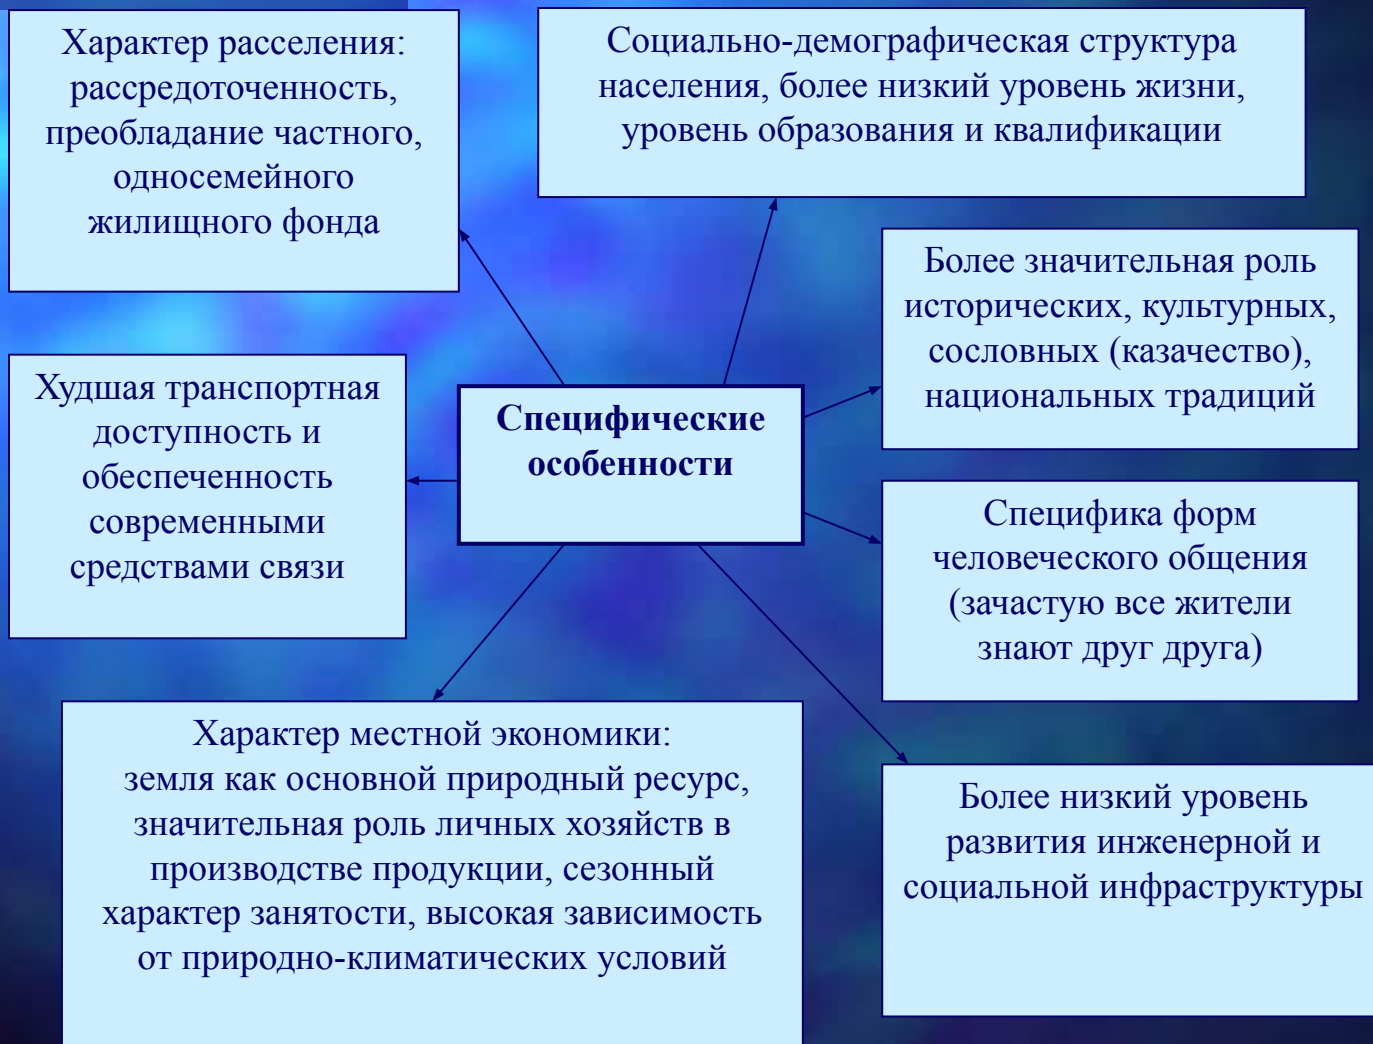 Характер расселения:
рассредоточенность,
преобладание частного,
односемейного
жилищного фонда
Социально-демографическая структура
населения, более низкий уровень жизни,
уровень образования и квалификации
Более значительная роль
исторических, культурных,
сословных (казачество),
национальных традиций
Худшая транспортная
доступность и
обеспеченность
современными
средствами связи
Специфические
особенности
Специфика форм
человеческого общения
(зачастую все жители
знают друг друга)
Характер местной экономики:
земля как основной природный ресурс,
значительная роль личных хозяйств в
производстве продукции, сезонный
характер занятости, высокая зависимость
от природно-климатических условий
Более низкий уровень
развития инженерной и
социальной инфраструктуры